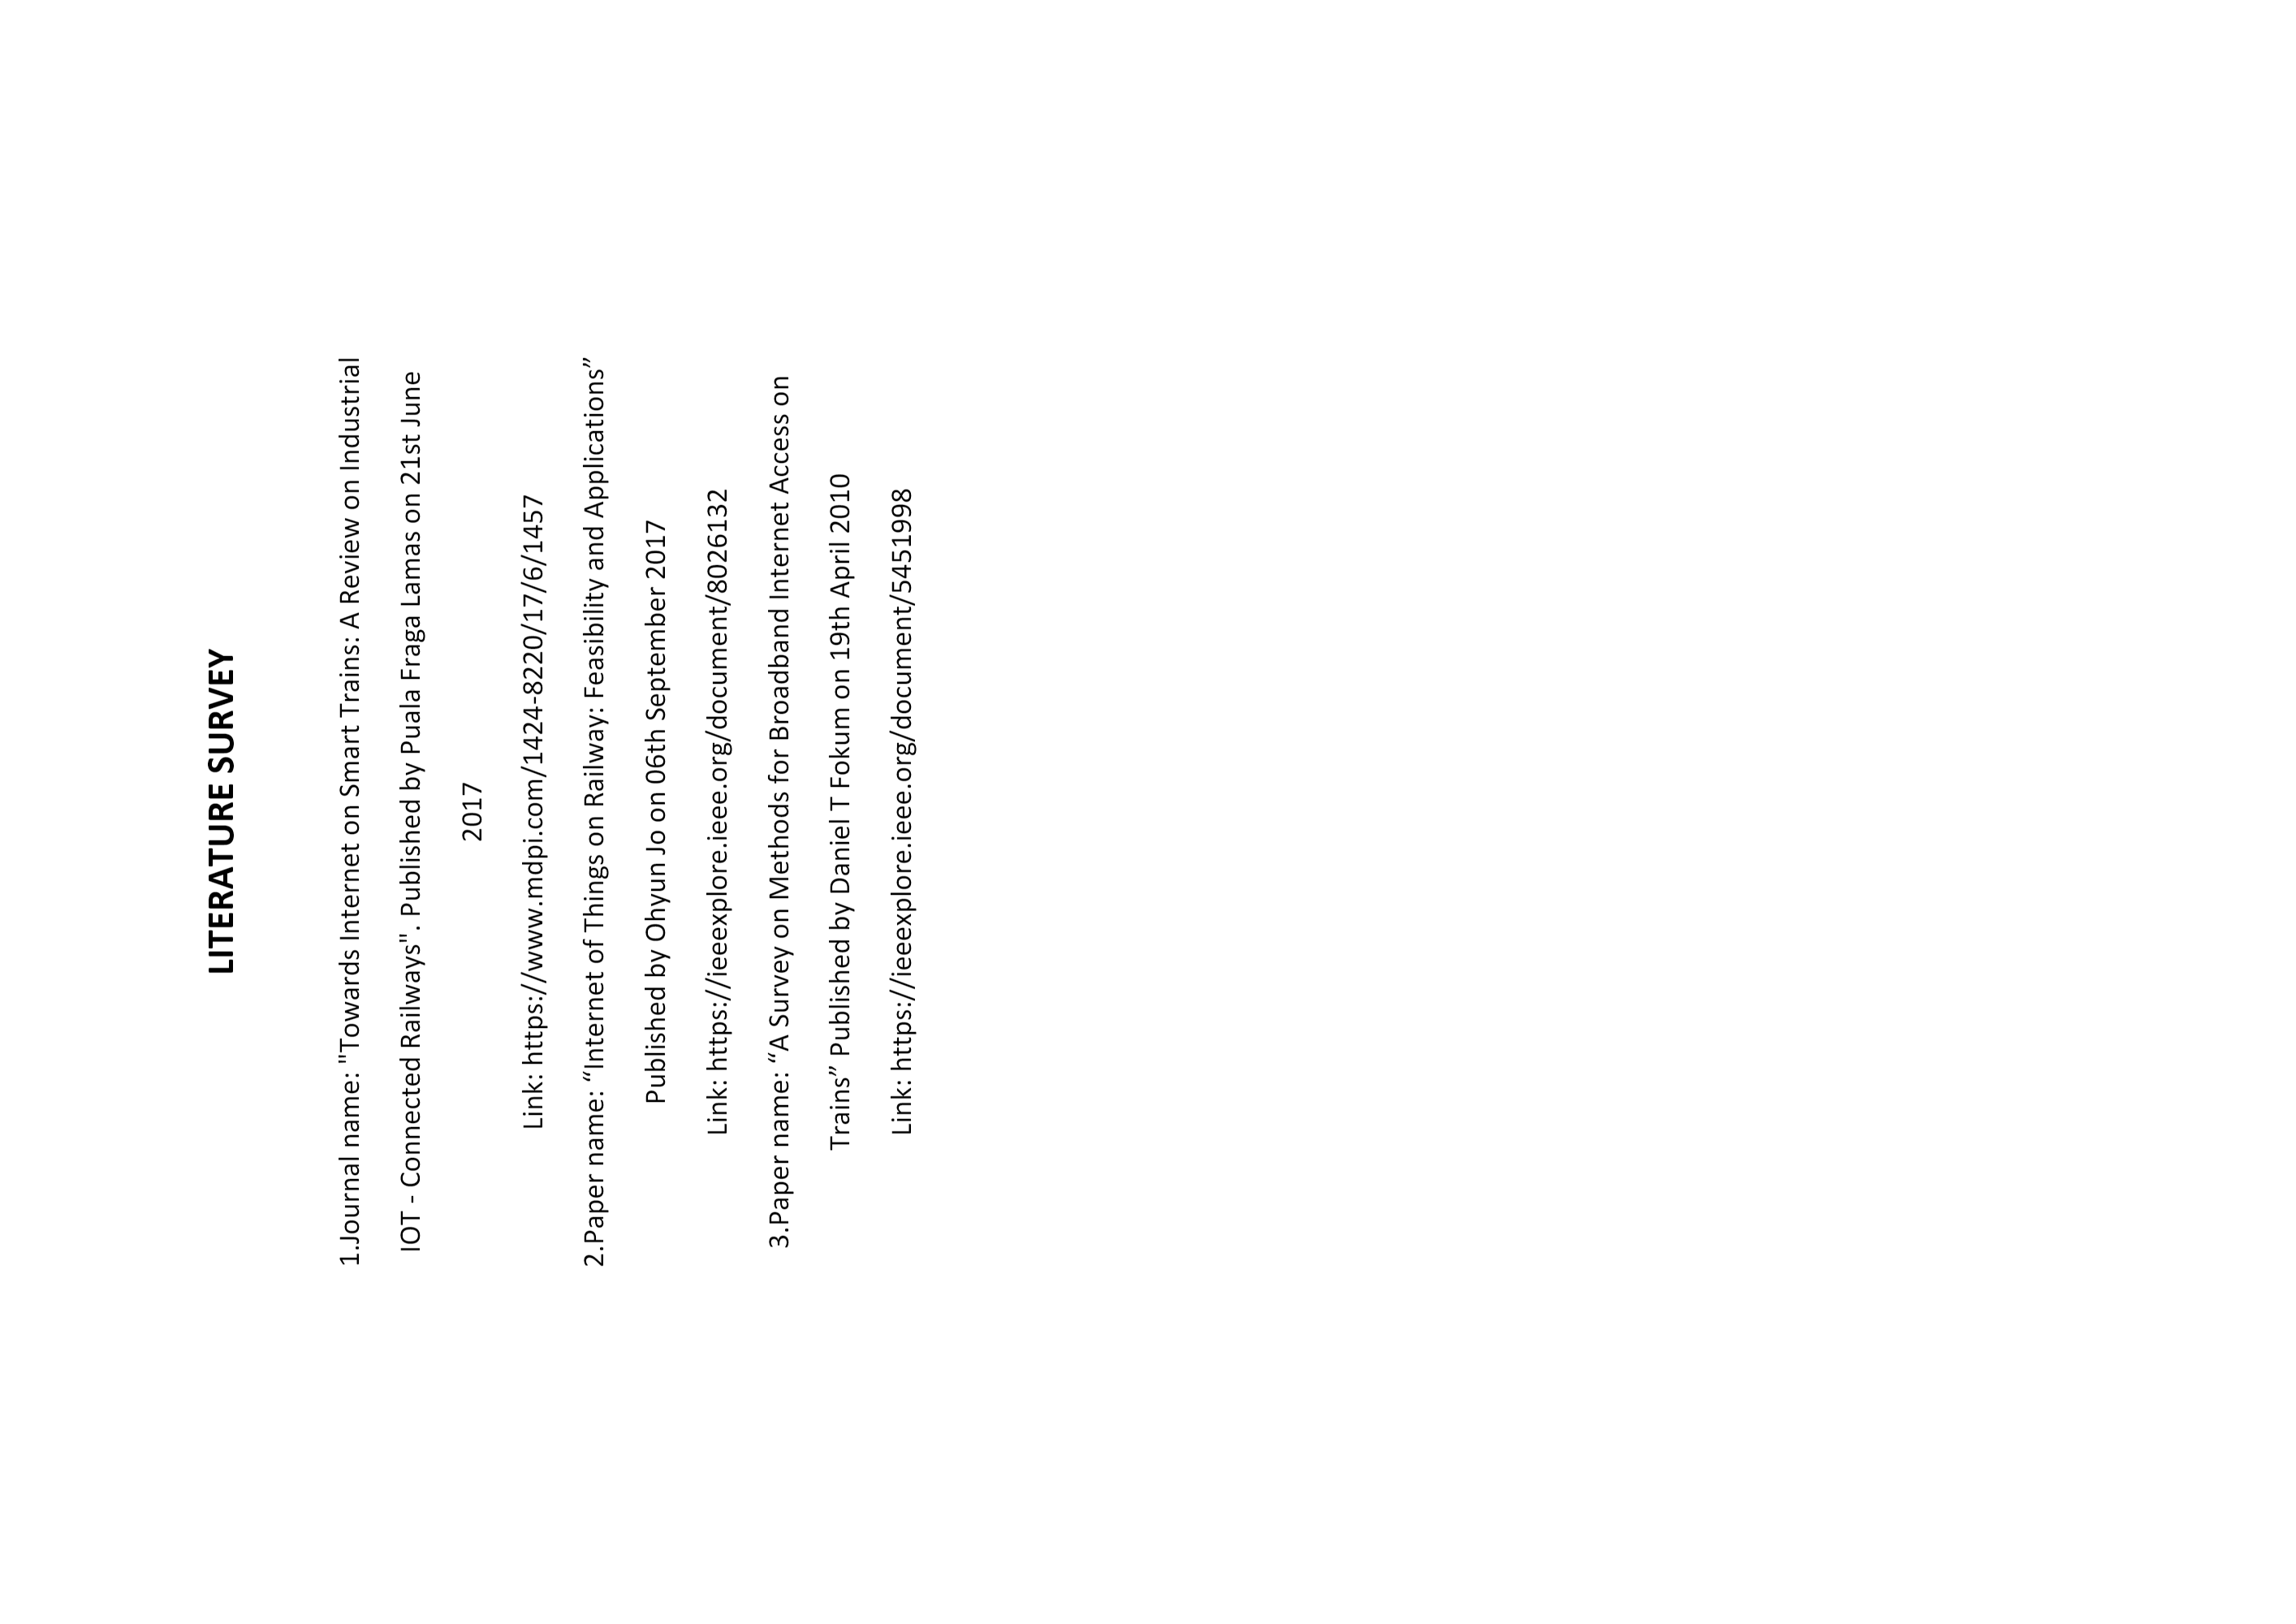 LITERATURE SURVEY
1.Journal name: "Towards Internet on Smart Trains: A Review on Industrial
IOT - Connected Railways". Published by Puala Fraga Lamas on 21st June
2017
Link: https://www.mdpi.com/1424-8220/17/6/1457
2.Paper name: “Internet of Things on Railway: Feasibility and Applications”
Published by Ohyun Jo on 06th September 2017
Link: https://ieeexplore.ieee.org/document/8026132
3.Paper name: “A Survey on Methods for Broadband Internet Access on
Trains” Published by Daniel T Fokum on 19th April 2010
Link: https://ieeexplore.ieee.org/document/5451998